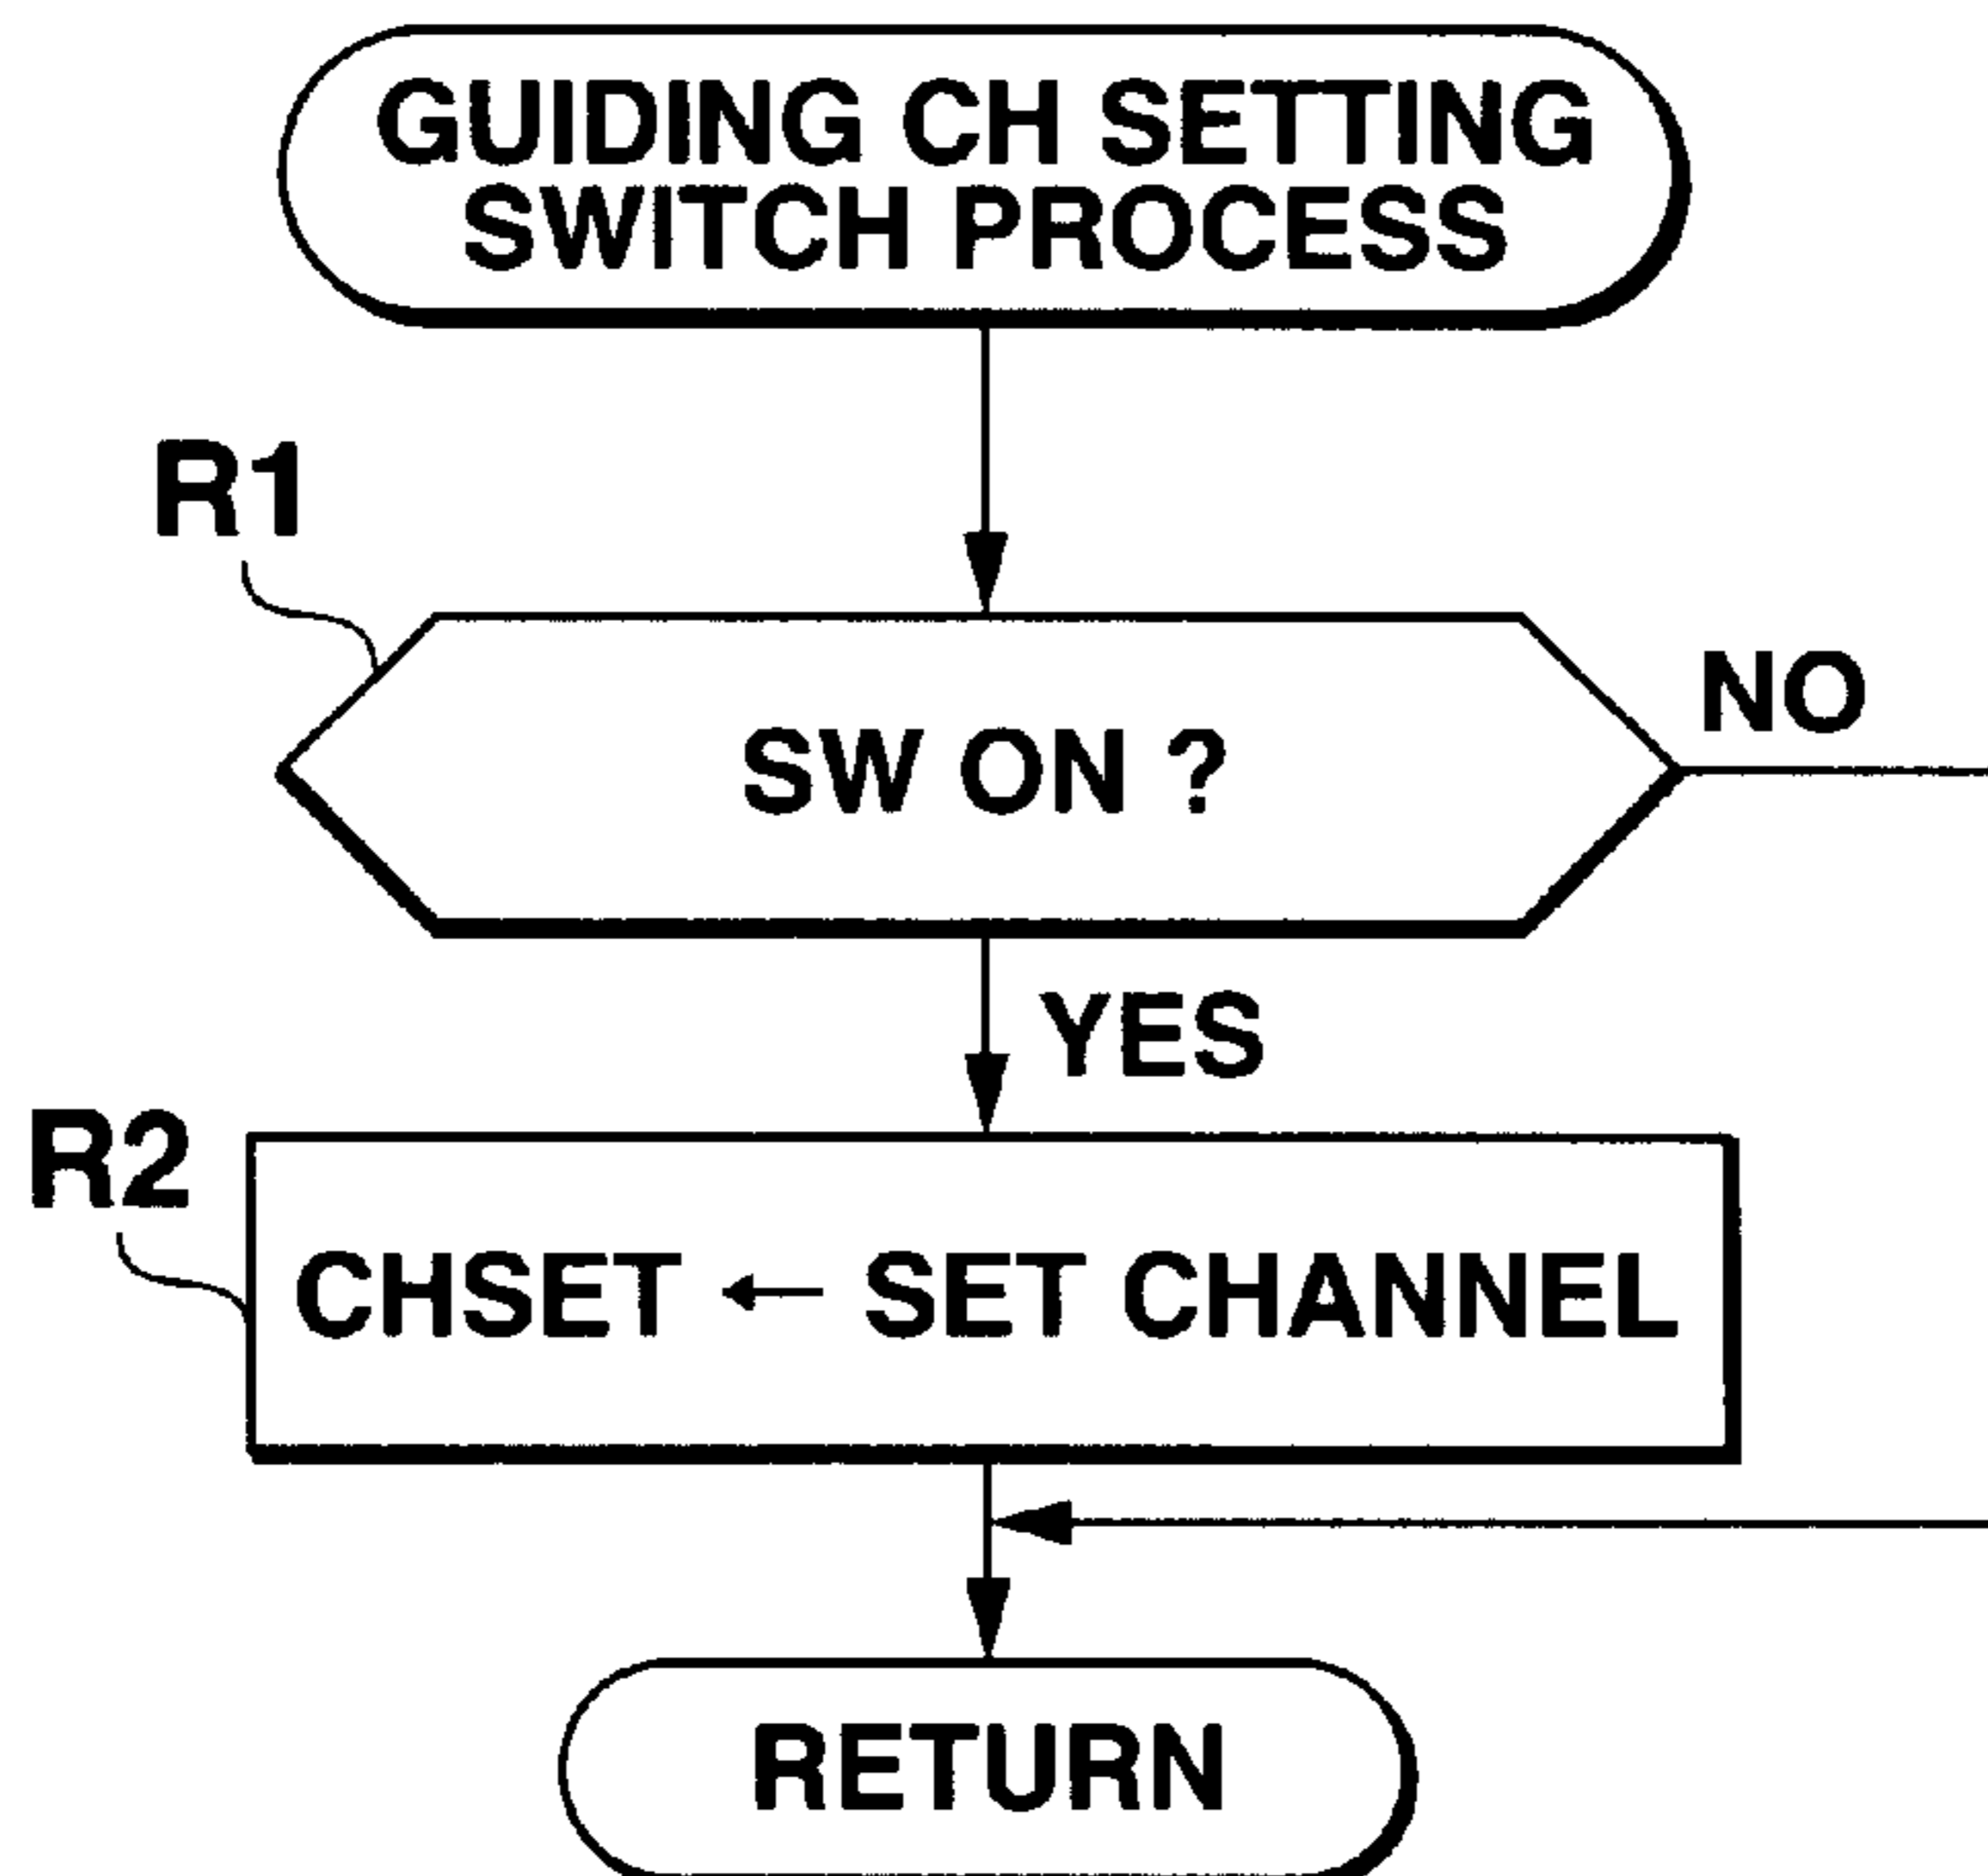 GUIDING CH SETTING
SWITCH PROCESS
R1
SW ON ?
NO
YES
R2
CHSET ← SET CHANNEL
RETURN